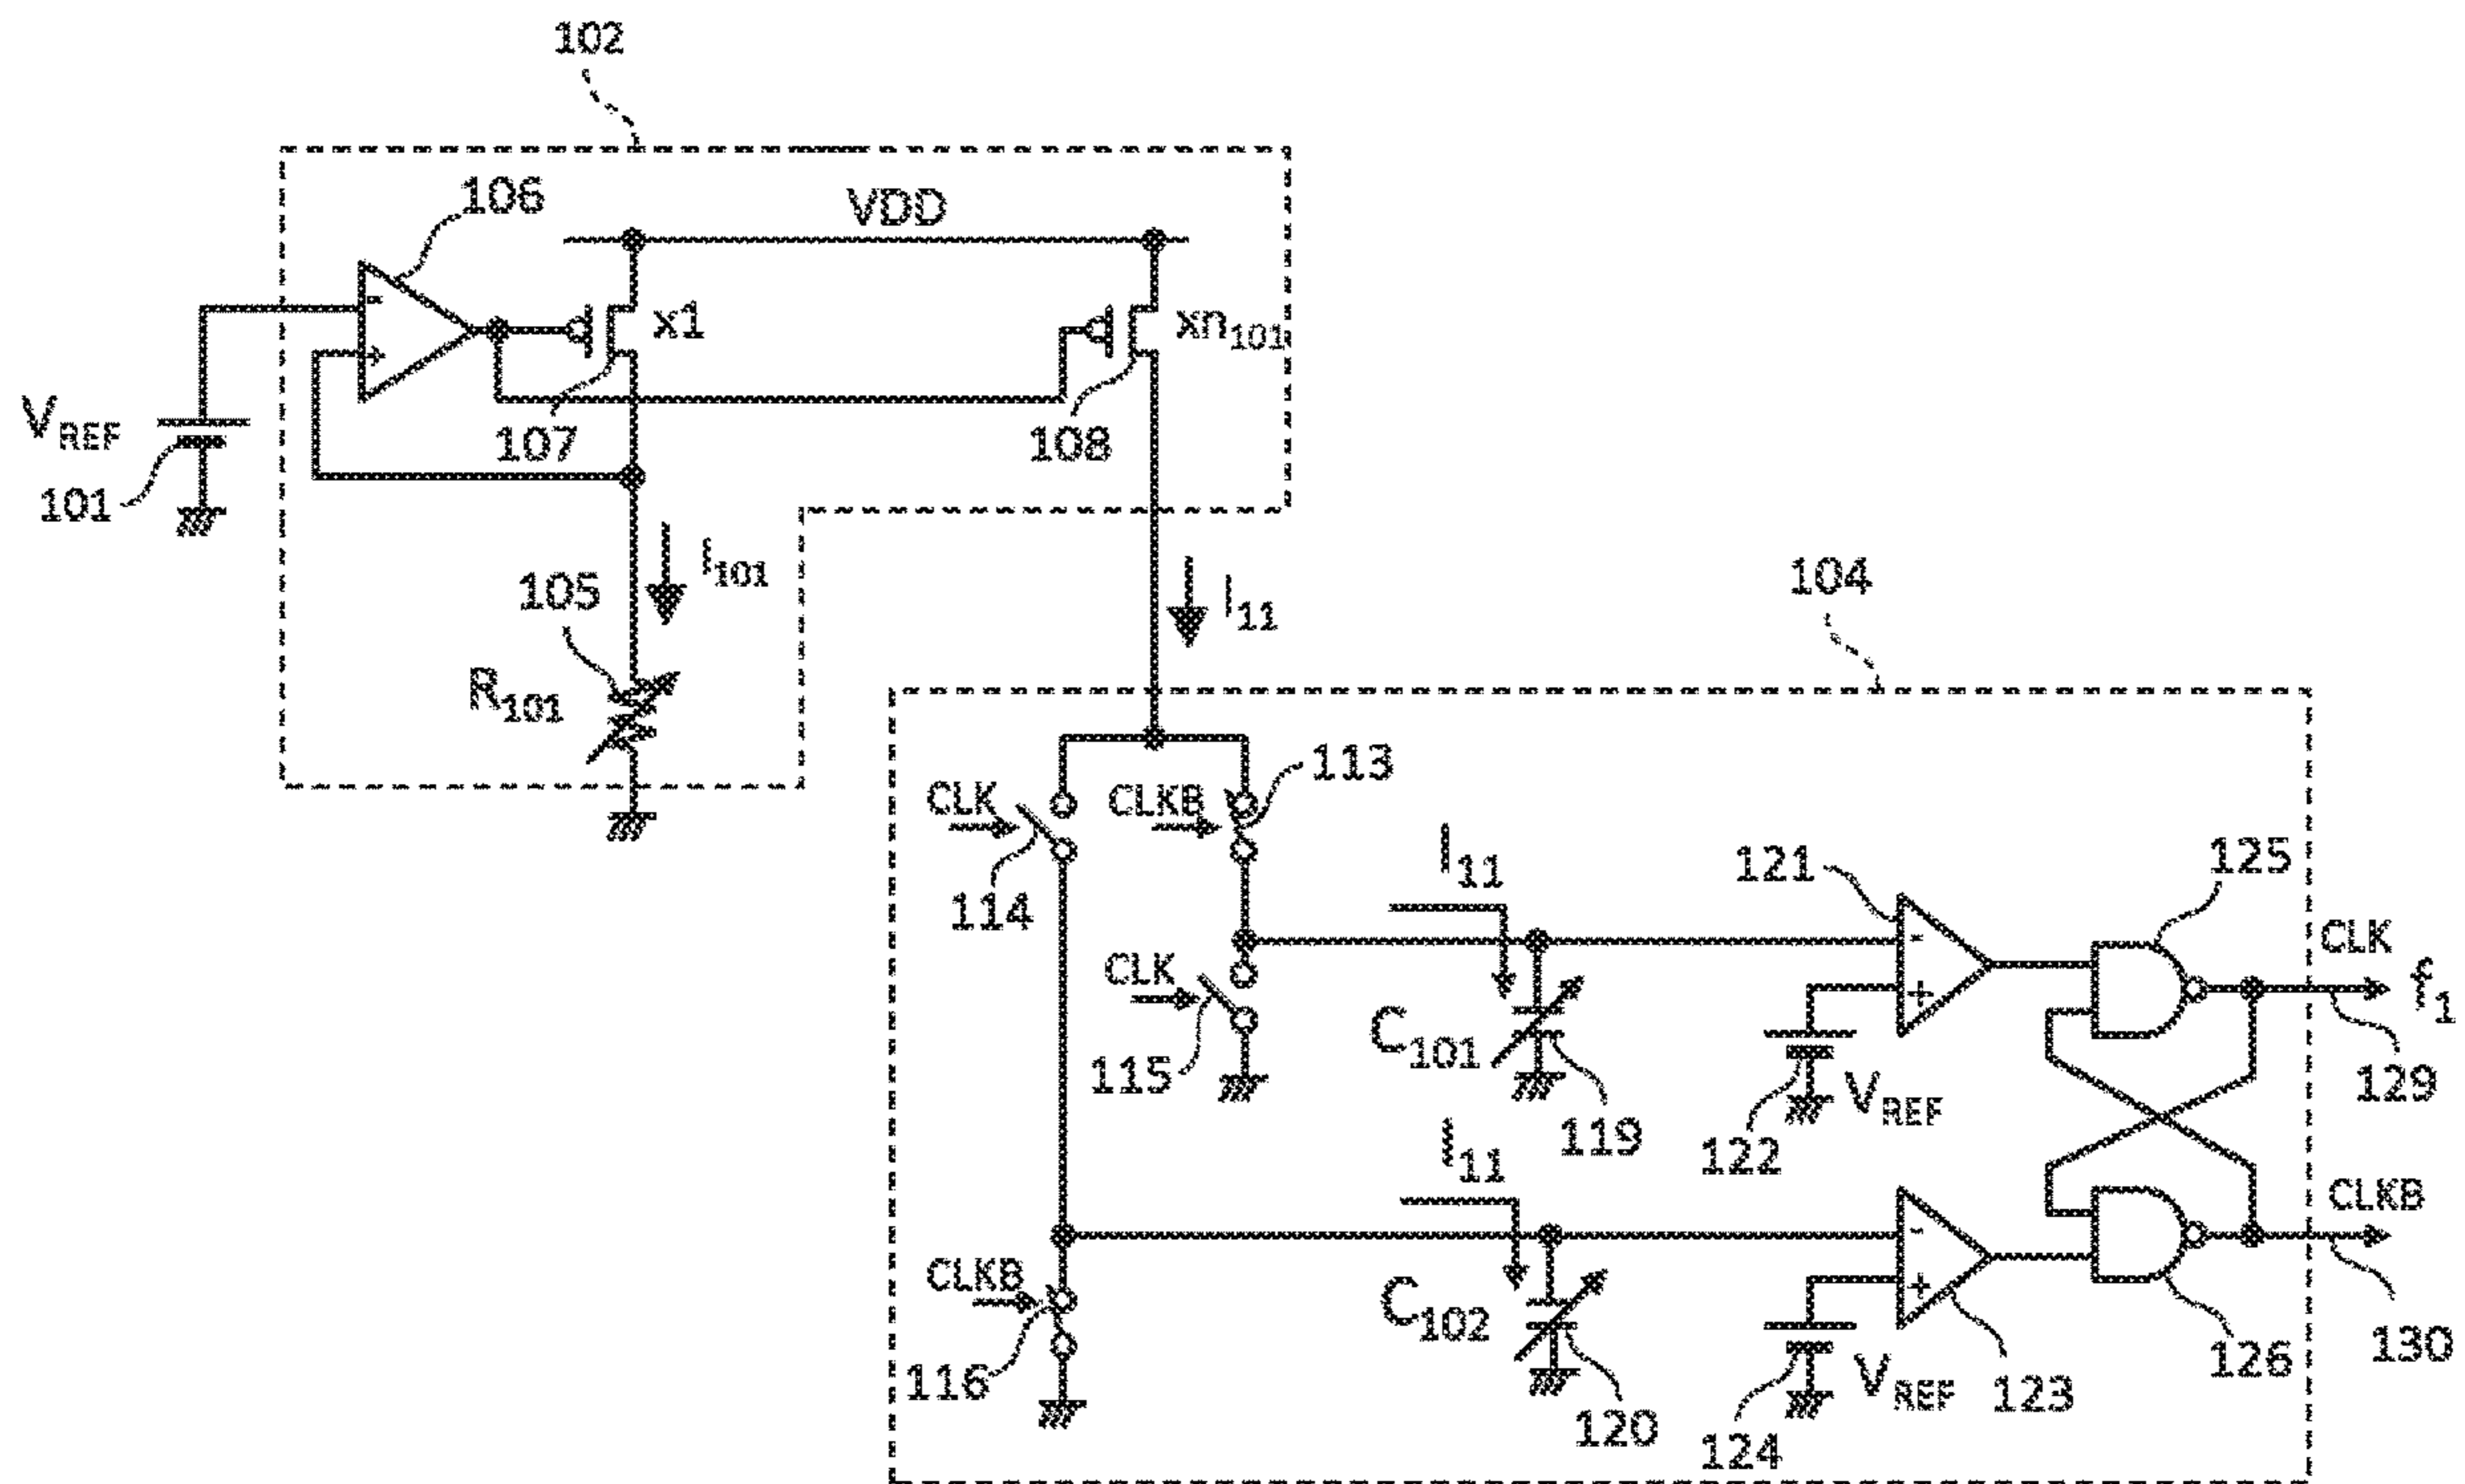 102
106
VDD
-
x1
xn101
+
VREF
107
108
101
I101
105
I11
104
R101
113
CLK
CLKB
I11
121
125
114
-
CLK
CLK
f1
C101
+
115
129
VREF
119
122
I11
CLKB
-
CLKB
C102
+
130
126
116
VREF
123
120
124